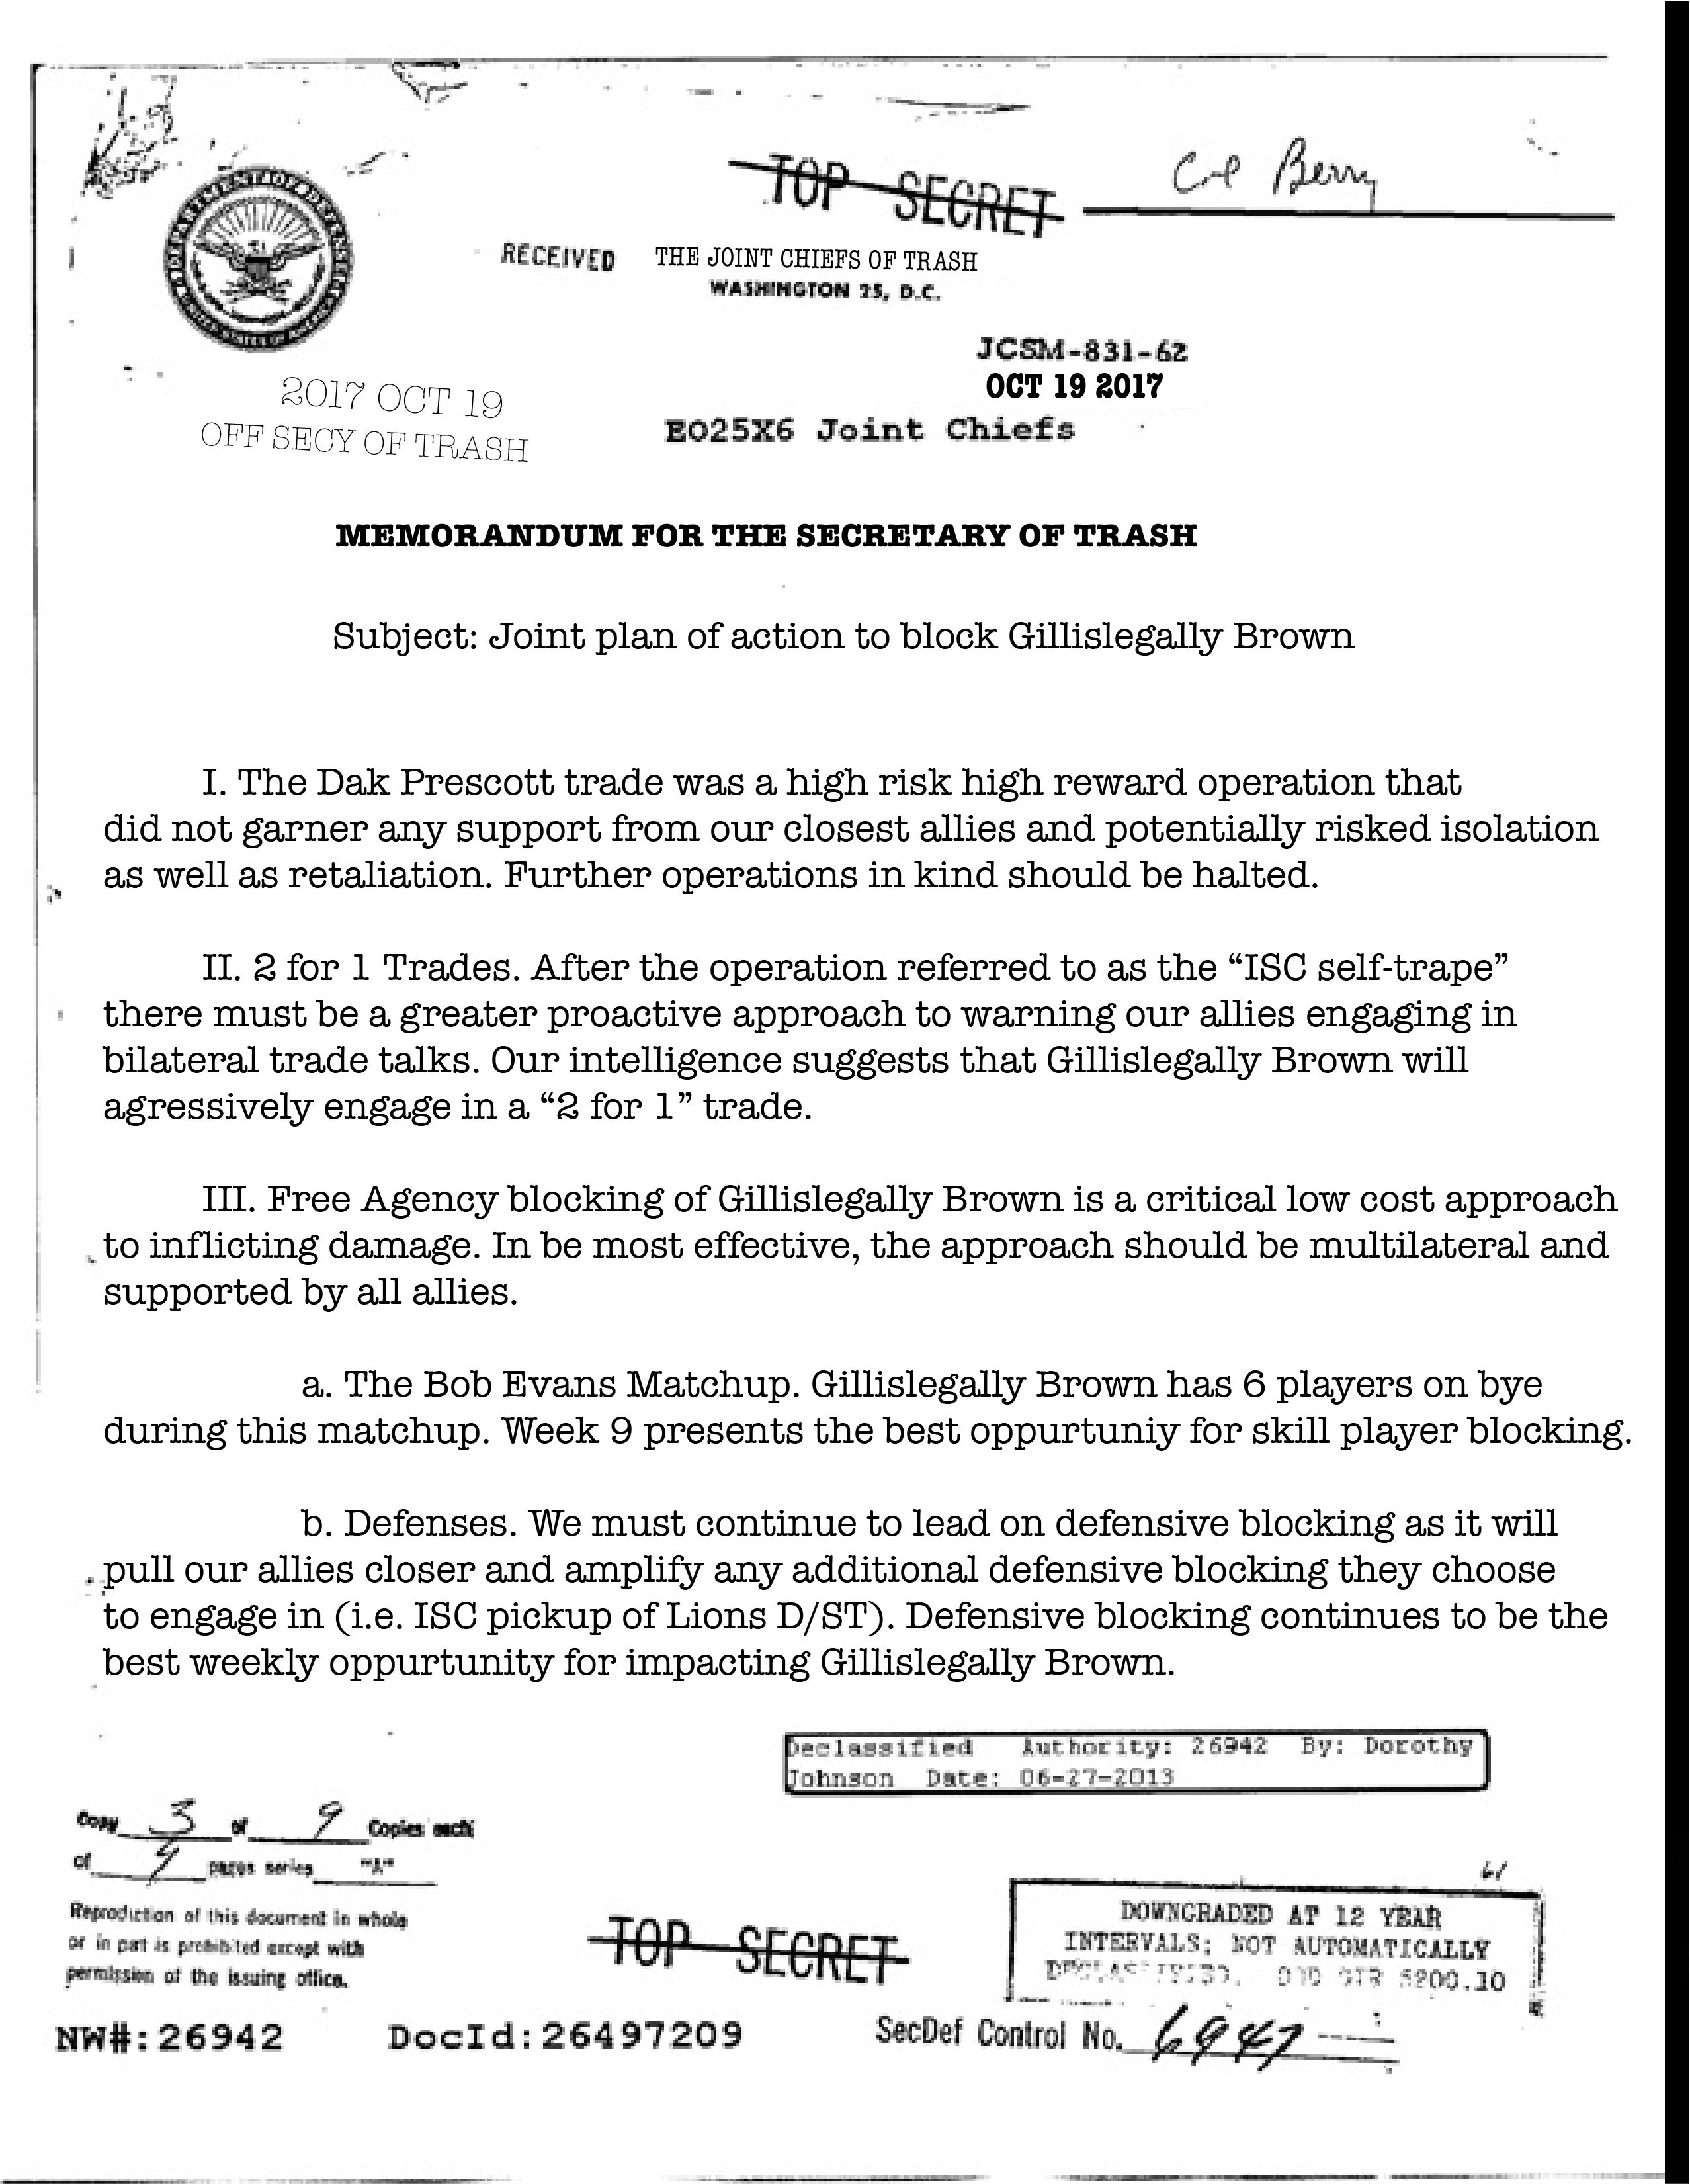 TOP SECRET
Berry
DEPARTMENT OF DEFENSE
UNITED STATES OF AMERICA
RECEIVED THE JOINT CHIEFS OF TRASH
WASHINGTON 25, D.C.
JCSM-831-62
2017 OCT 19
OCT 19 2017
OFF SECY OF TRASH
EO25X6 Joint Chiefs
MEMORANDUM FOR THE SECRETARY OF TRASH
Subject: Joint plan of action to block Gillislegally Brown
I. The Dak Prescott trade was a high risk high reward operation that
did not garner any support from our closest allies and potentially risked isolation
as well as retaliation. Further operations in kind should be halted.
II. 2 for 1 Trades. After the operation referred to as the “ISC self-trape”
there must be a greater proactive approach to warning our allies engaging in
bilateral trade talks. Our intelligence suggests that Gillislegally Brown will
agressively engage in a “2 for 1” trade.
III. Free Agency blocking of Gillislegally Brown is a critical low cost approach
to inflicting damage. In be most effective, the approach should be multilateral and
supported by all allies.
a. The Bob Evans Matchup. Gillislegally Brown has 6 players on bye
during this matchup. Week 9 presents the best oppurtuniy for skill player blocking.
b. Defenses. We must continue to lead on defensive blocking as it will
pull our allies closer and amplify any additional defensive blocking they choose
to engage in (i.e. ISC pickup of Lions D/ST). Defensive blocking continues to be the
best weekly oppurtunity for impacting Gillislegally Brown.
Declassified Authority: 26942 By: Dorothy
Johnson Date: 06-27-2013
Copy 3 of 9 Copies each
of 4 pages series "A"
Reproduction of this document in whole
or in part is prohibited except with
permission of the issuing office.
TOP SECRET
61
DOWNGRADED AT 12 YEAR
INTERVALS; NOT AUTOMATICALLY
DECLASSIFIED. DOD DIR 5200.10
NW#:26942 DocId:26497209
SecDef Control No. 6947